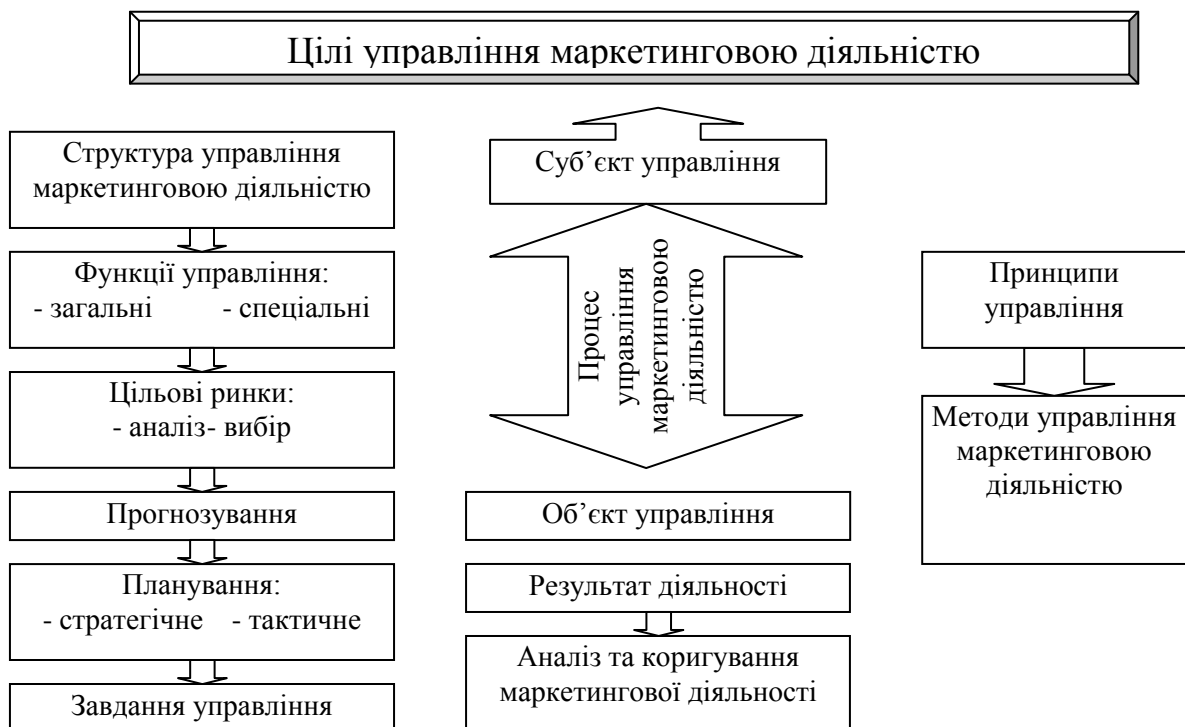 Цілі управління маркетинговою діяльністю
Структура управління
маркетинговою діяльністю
Функції управління:
- загальні - спеціальні
Цільові ринки:
- аналіз- вибір
Прогнозування
Планування:
- стратегічне - тактичне
Завдання управління
Суб’єкт управління
Процес
управління
маркетинговою
діяльністю
Об’єкт управління
Результат діяльності
Аналіз та коригування
маркетингової діяльності
Принципи
управління
Методи управління
маркетинговою
діяльністю